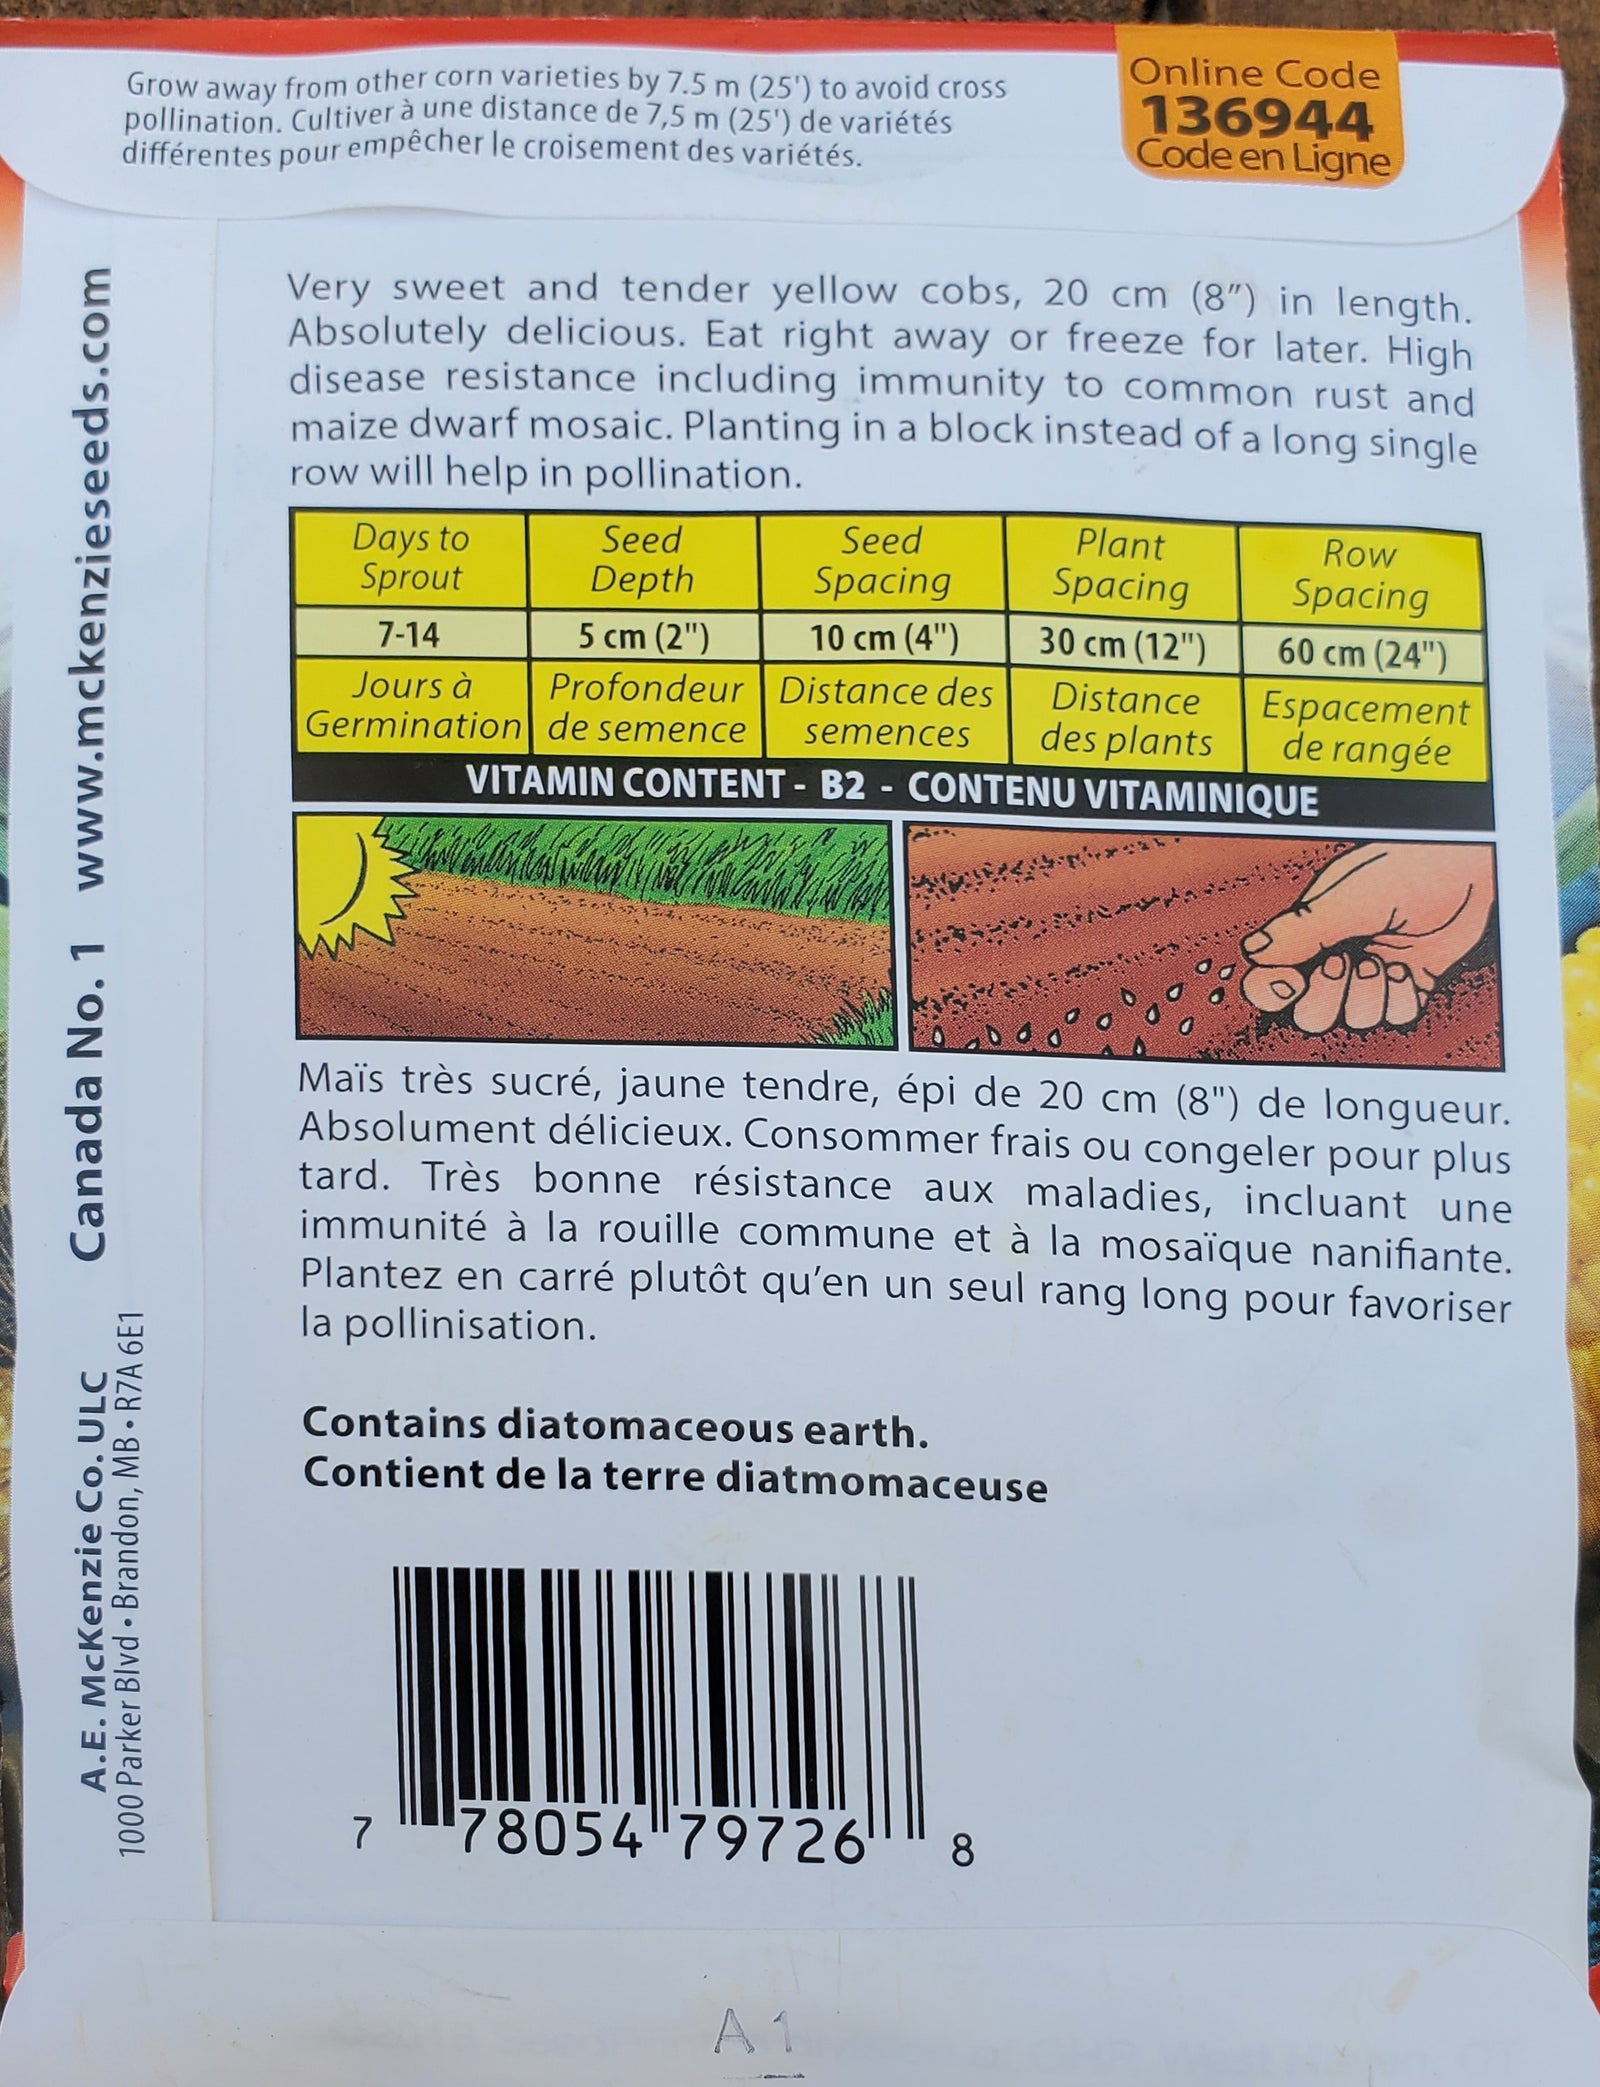 Grow away from other corn varieties by 7.5 m (25') to avoid cross
pollination. Cultiver à une distance de 7,5 m (25') de variétés
différentes pour empêcher le croisement des variétés.
Online Code
136944
Code en Ligne
Very sweet and tender yellow cobs, 20 cm (8") in length.
Absolutely delicious. Eat right away or freeze for later. High
disease resistance including immunity to common rust and
maize dwarf mosaic. Planting in a block instead of a long single
row will help in pollination.
Days to Sprout
Seed Depth
Seed Spacing
Plant Spacing
Row Spacing
7-14
5 cm (2")
10 cm (4")
30 cm (12")
60 cm (24")
Jours à Germination
Profondeur de semence
Distance des semences
Distance des plants
Espacement de rangée
VITAMIN CONTENT - B2 - CONTENU VITAMINIQUE
Maïs très sucré, jaune tendre, épi de 20 cm (8") de longueur.
Absolument délicieux. Consommer frais ou congeler pour plus
tard. Très bonne résistance aux maladies, incluant une
immunité à la rouille commune et à la mosaïque nanifiante.
Plantez en carré plutôt qu'en un seul rang long pour favoriser
la pollinisation.
Contains diatomaceous earth.
Contient de la terre diatmomaceuse
7 78054 79726 8
A.E. McKenzie Co. ULC Canada No. 1 www.mckenzieseeds.com
1000 Parker Blvd • Brandon, MB • R7A 6E1
A 1